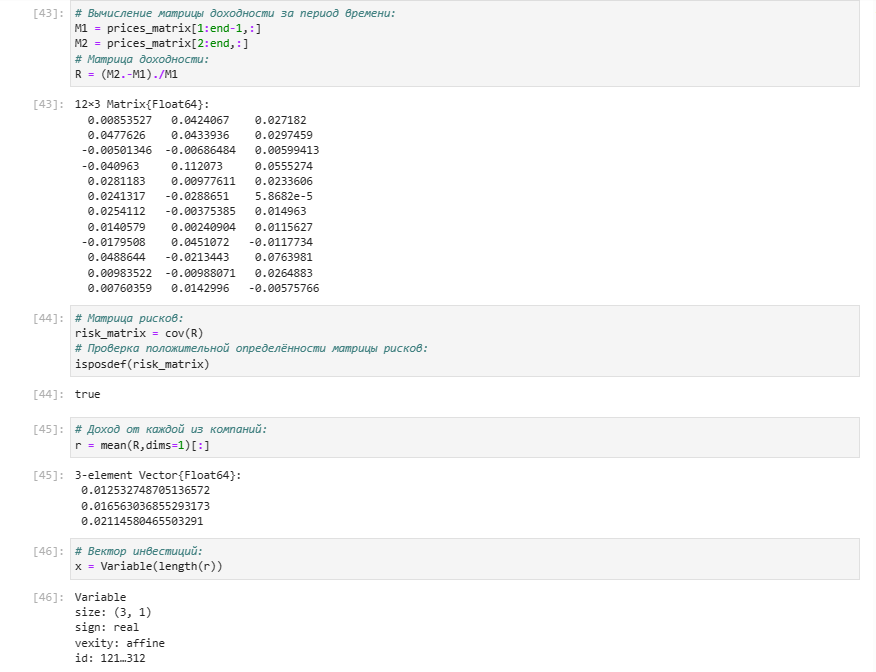 [43]: # Вычисление матрицы доходности за период времени:
M1 = prices_matrix[1:end-1,:]
M2 = prices_matrix[2:end,:]
# Матрица доходности:
R = (M2.-M1)./M1
[43]: 12×3 Matrix{Float64}:
0.00853527 0.0424067 0.027182
0.0477626 0.0433936 0.0297459
-0.00501346 -0.00686484 0.00599413
-0.040963 0.112073 0.0555274
0.0281183 0.00977611 0.0233606
0.0241317 -0.0288651 5.8682e-5
0.0254112 -0.00375385 0.014963
0.0140579 0.00240904 0.0115627
-0.0179508 0.0451072 -0.0117734
0.0488644 -0.0213443 0.0763981
0.00983522 -0.00988071 0.0264883
0.00760359 0.0142996 -0.00575766
[44]: # Матрица рисков:
risk_matrix = cov(R)
# Проверка положительной определённости матрицы рисков:
isposdef(risk_matrix)
[44]: true
[45]: # Доход от каждой из компаний:
r = mean(R,dims=1)[:]
[45]: 3-element Vector{Float64}:
0.012532748705136572
0.016563036855293173
0.02114580465503291
[46]: # Вектор инвестиций:
x = Variable(length(r))
[46]: Variable
size: (3, 1)
sign: real
vexity: affine
id: 121…312